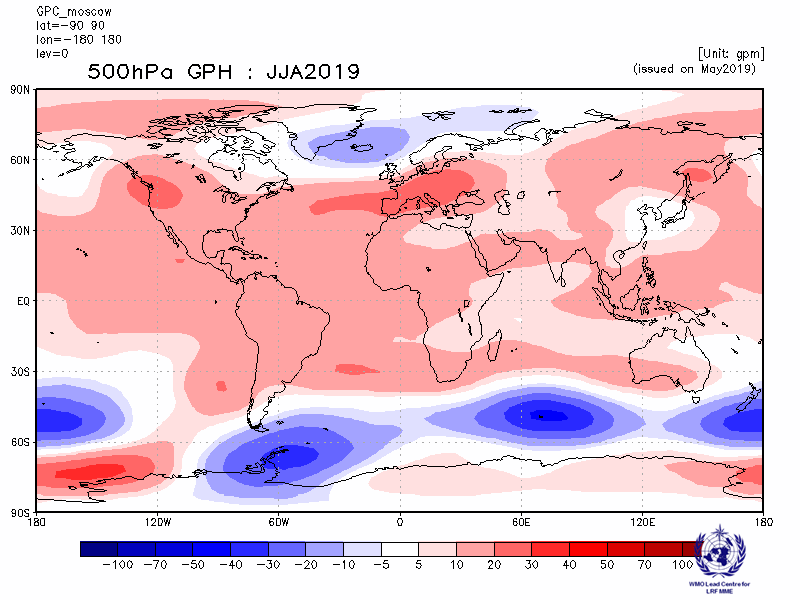 GPC_moscow
lat=-90 90
lon=-180 180
lev=0
[Unit: gpm]
500hPa GPH : JJA2019
(issued on May2019)
90N
60N
30N
EQ
30S
60S
90S
180 120W 60W 0 60E 120E 180
-100 -70 -50 -40 -30 -20 -10 -5 5 10 20 30 40 50 70 100
WMO Lead Centre for
LRF MME